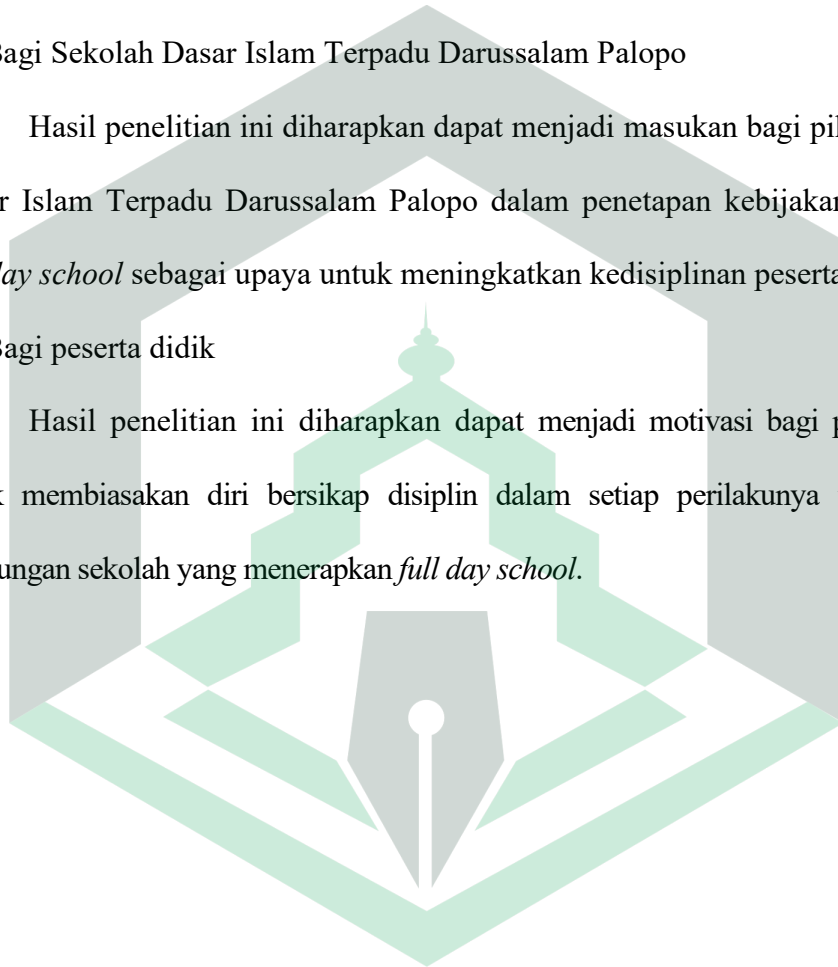 Bagi Sekolah Dasar Islam Terpadu Darussalam Palopo
Hasil penelitian ini diharapkan dapat menjadi masukan bagi
Islam Terpadu Darussalam Palopo dalam penetapan kebijakan
day school sebagai upaya untuk meningkatkan kedisiplinan peserta
Bagi peserta didik
Hasil penelitian ini diharapkan dapat menjadi motivasi bagi
membiasakan diri bersikap disiplin dalam setiap perilakunya
sekolah yang menerapkan full day school.